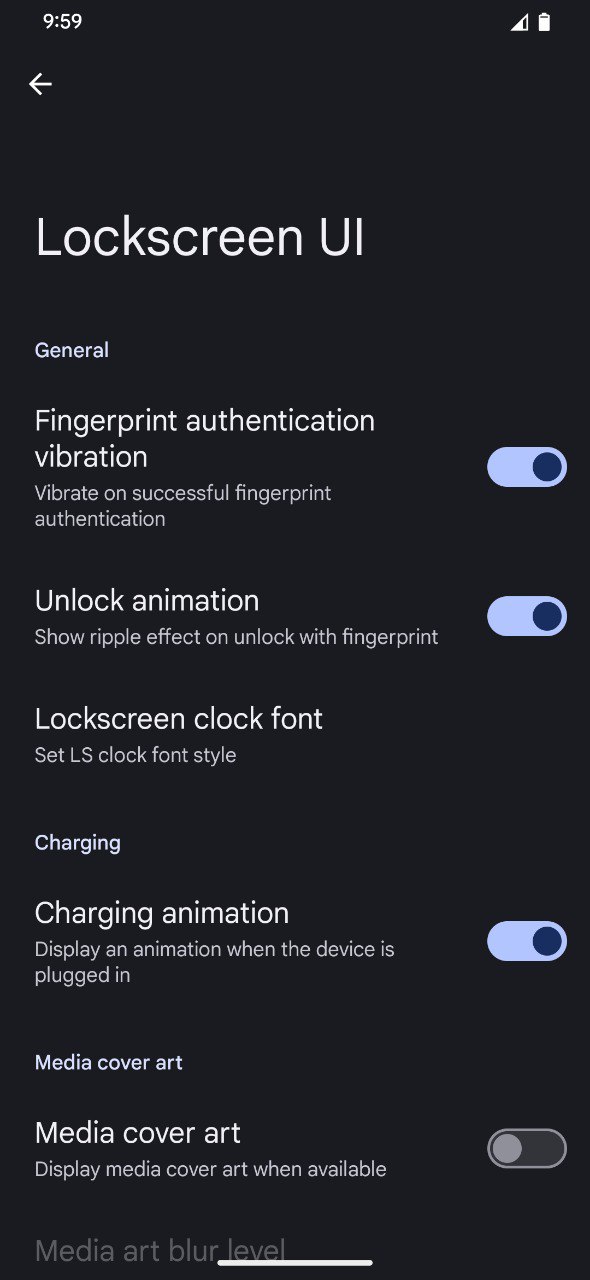 9:59
Lockscreen UI
General
Fingerprint authentication
vibration
Vibrate on successful fingerprint
authentication
Unlock animation
Show ripple effect on unlock with fingerprint
Lockscreen clock font
Set LS clock font style
Charging
Charging animation
Display an animation when the device is
plugged in
Media cover art
Media cover art
Display media cover art when available
Media art blur level